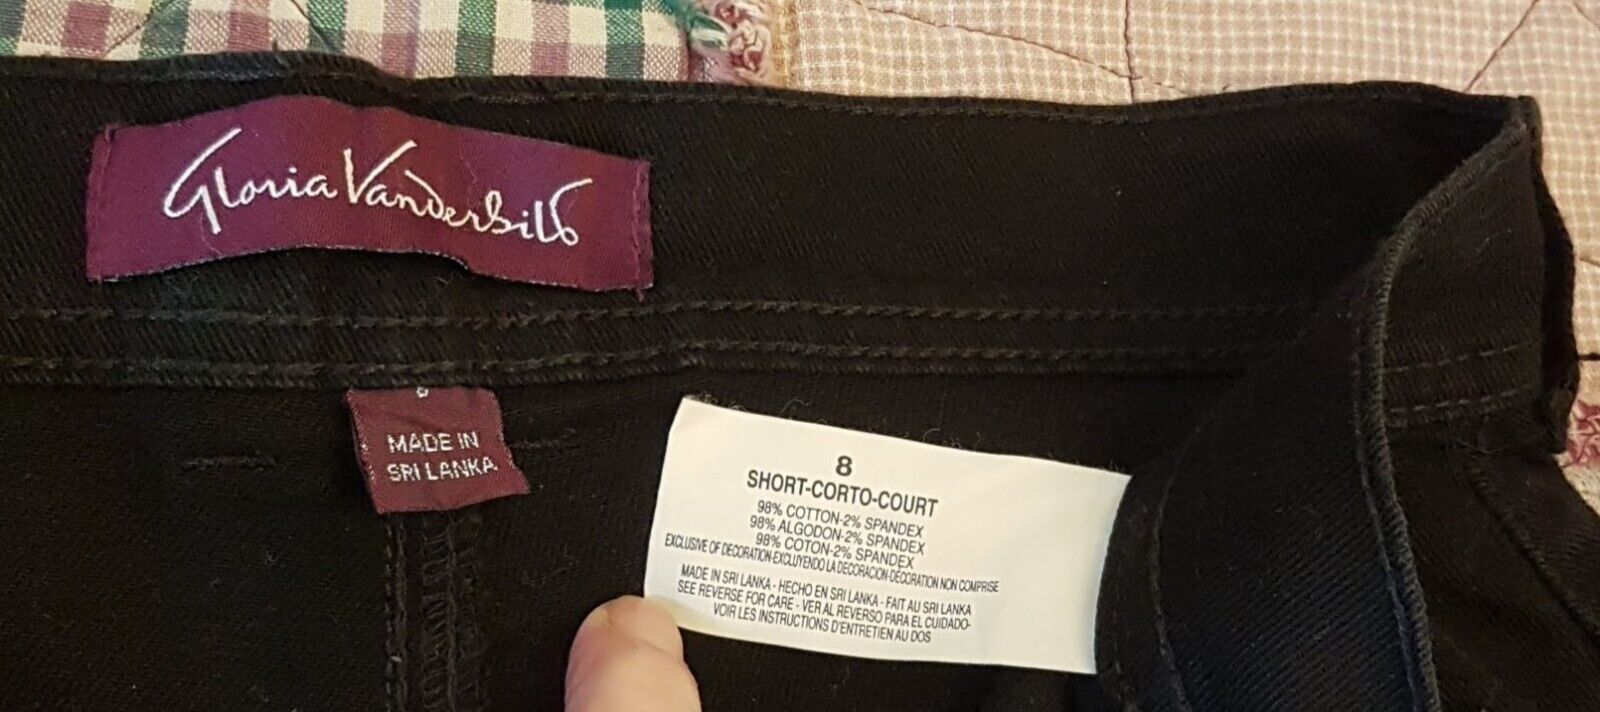 Gloria Vanderbilt
8
MADE IN
SRI LANKA
8
SHORT-CORTO-COURT
98% COTTON-2% SPANDEX
98% ALGODON-2% SPANDEX
98% COTON-2% SPANDEX
EXCLUSIVE OF DECORATION-EXCLUYENDO LA DECORACION-DÉCORATION NON COMPRISE
MADE IN SRI LANKA - HECHO EN SRI LANKA - FAIT AU SRI LANKA
SEE REVERSE FOR CARE - VER AL REVERSO PARA EL CUIDADO-
VOIR LES INSTRUCTIONS D'ENTRETIEN AU DOS